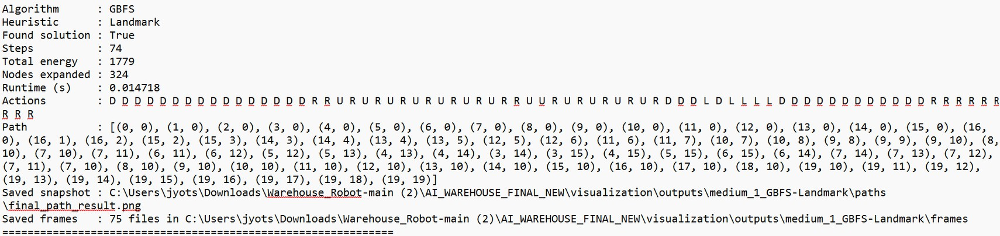 Algorithm : GBFS
Heuristic : Landmark
Found solution : True
Steps : 74
Total energy : 1779
Nodes expanded : 324
Runtime (s) : 0.014718
Actions : D D D D D D D D D D D D D D D D R R U R U R U R U R U R U R R U U R U R U R U R U R D D D L D L L L L D D D D D D D D D D D D R R R R R R
R R R
Path : [(0, 0), (1, 0), (2, 0), (3, 0), (4, 0), (5, 0), (6, 0), (7, 0), (8, 0), (9, 0), (10, 0), (11, 0), (12, 0), (13, 0), (14, 0), (15, 0), (16,
0), (16, 1), (16, 2), (15, 2), (15, 3), (14, 3), (14, 4), (13, 4), (13, 5), (12, 5), (12, 6), (11, 6), (11, 7), (10, 7), (10, 8), (9, 8), (9, 9), (9, 10), (8,
10), (7, 10), (7, 11), (6, 11), (6, 12), (5, 12), (5, 13), (4, 13), (4, 14), (3, 14), (3, 15), (4, 15), (5, 15), (6, 15), (6, 14), (7, 14), (7, 13), (7, 12),
(7, 11), (7, 10), (8, 10), (9, 10), (10, 10), (11, 10), (12, 10), (13, 10), (14, 10), (15, 10), (16, 10), (17, 10), (18, 10), (19, 10), (19, 11), (19, 12),
(19, 13), (19, 14), (19, 15), (19, 16), (19, 17), (19, 18), (19, 19)]
Saved snapshot : C:\Users\jyots\Downloads\Warehouse_Robot-main (2)\AI_WAREHOUSE_FINAL_NEW\visualization\outputs\medium_1_GBFS-Landmark\paths
\final_path_result.png
Saved frames : 75 files in C:\Users\jyots\Downloads\Warehouse_Robot-main (2)\AI_WAREHOUSE_FINAL_NEW\visualization\outputs\medium_1_GBFS-Landmark\frames
==============================================================